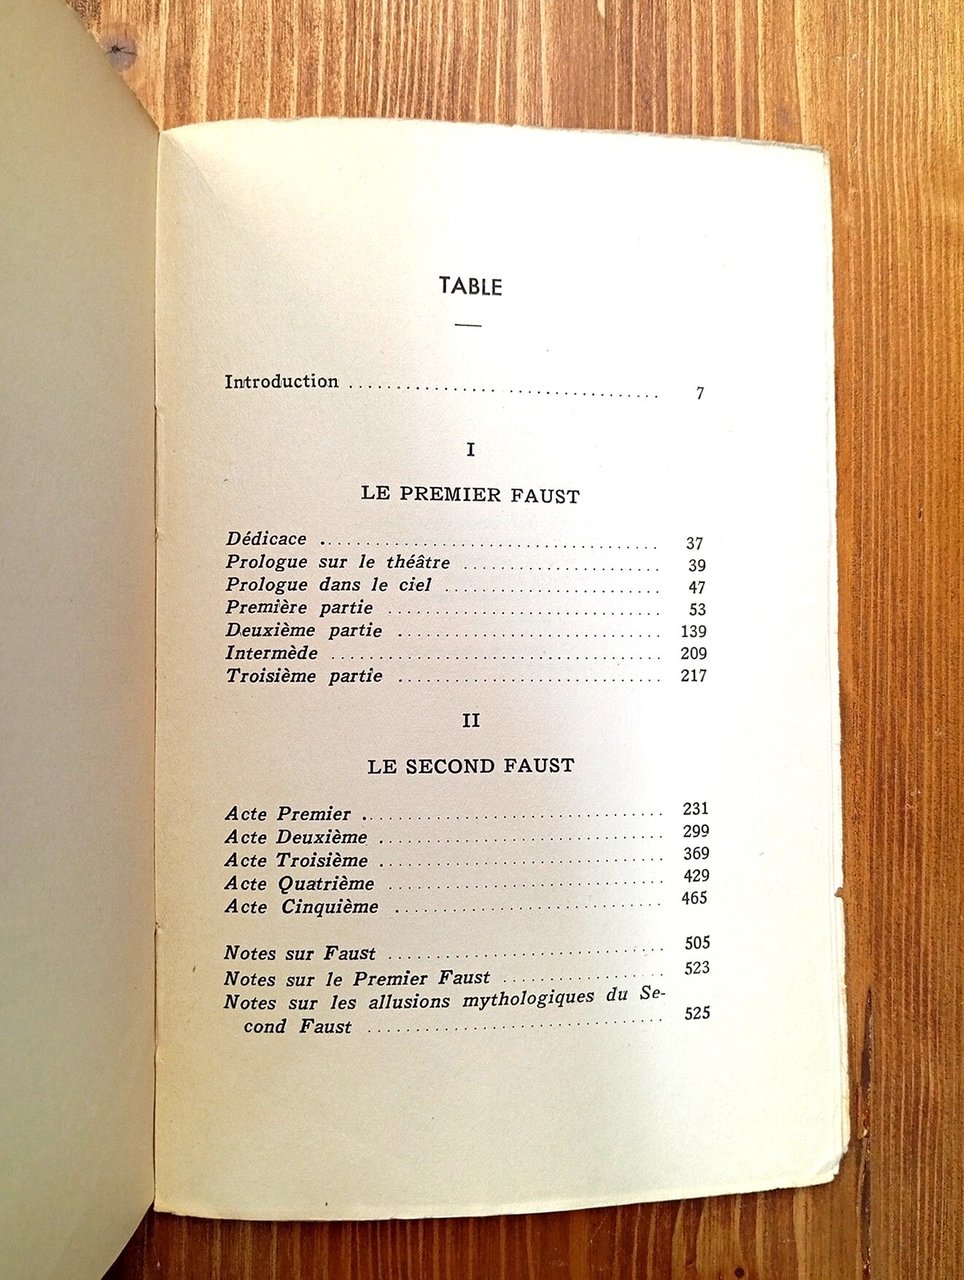 TABLE
Introduction ............................... 7
I
LE PREMIER FAUST
Dédicace ................................... 37
Prologue sur le théâtre ..................... 39
Prologue dans le ciel ....................... 47
Première partie ............................. 53
Deuxième partie ............................ 139
Intermède .................................. 209
Troisième partie ........................... 217
II
LE SECOND FAUST
Acte Premier ............................... 231
Acte Deuxième .............................. 299
Acte Troisième ............................. 369
Acte Quatrième ............................. 429
Acte Cinquième ............................. 465
Notes sur Faust ............................ 505
Notes sur le Premier Faust ................. 523
Notes sur les allusions mythologiques du Se-
cond Faust ................................. 525